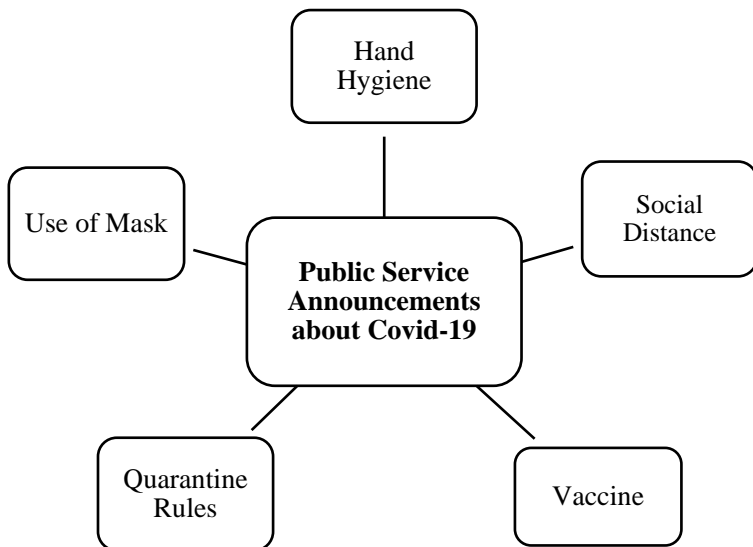 Hand
Hygiene
Use of Mask
Social
Distance
Public Service
Announcements
about Covid-19
Quarantine
Rules
Vaccine